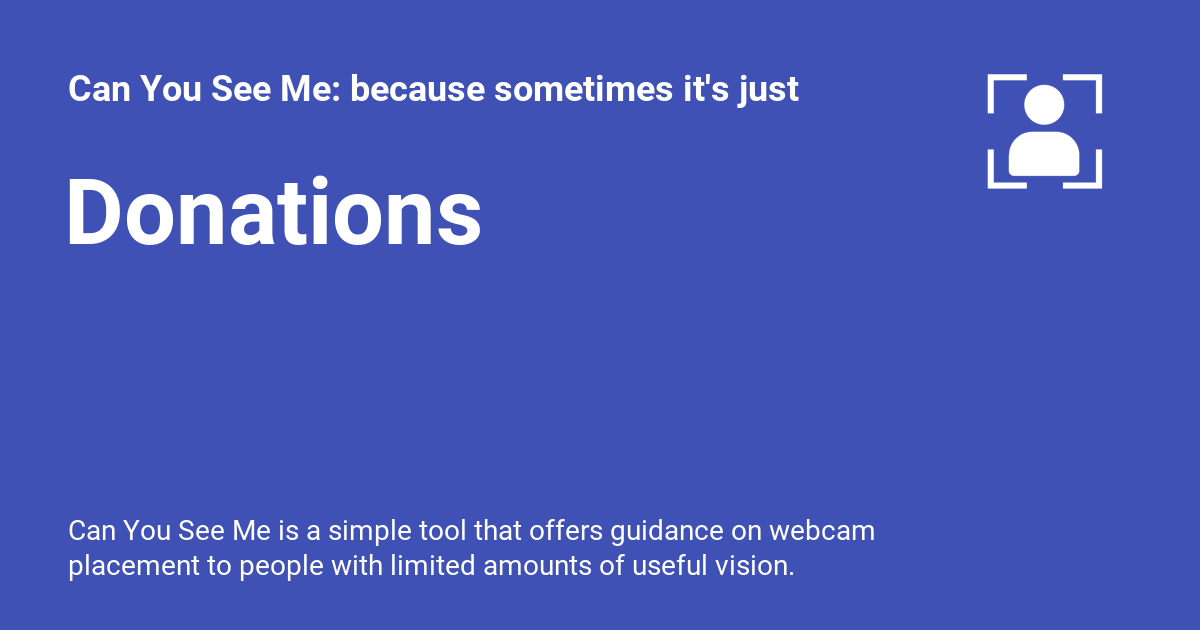 Can You See Me: because sometimes it's just
Donations
Can You See Me is a simple tool that offers guidance on webcam
placement to people with limited amounts of useful vision.